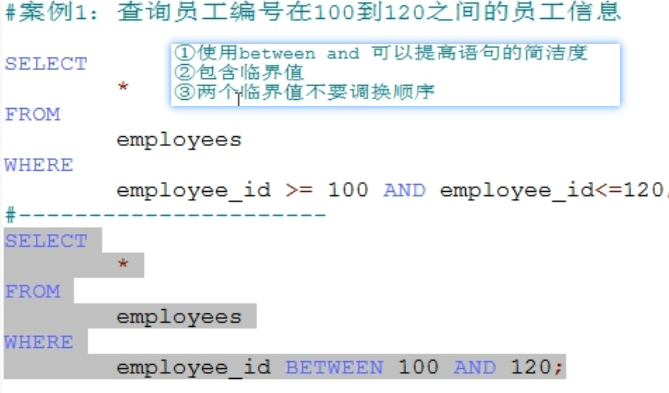 #案例1：查询员工编号在100到120之间的员工信息
①使用between and 可以提高语句的简洁度
②包含临界值
③两个临界值不要调换顺序
SELECT
*
FROM
employees
WHERE
employee_id >= 100 AND employee_id<=120
#----------------------
SELECT
*
FROM
employees
WHERE
employee_id BETWEEN 100 AND 120;